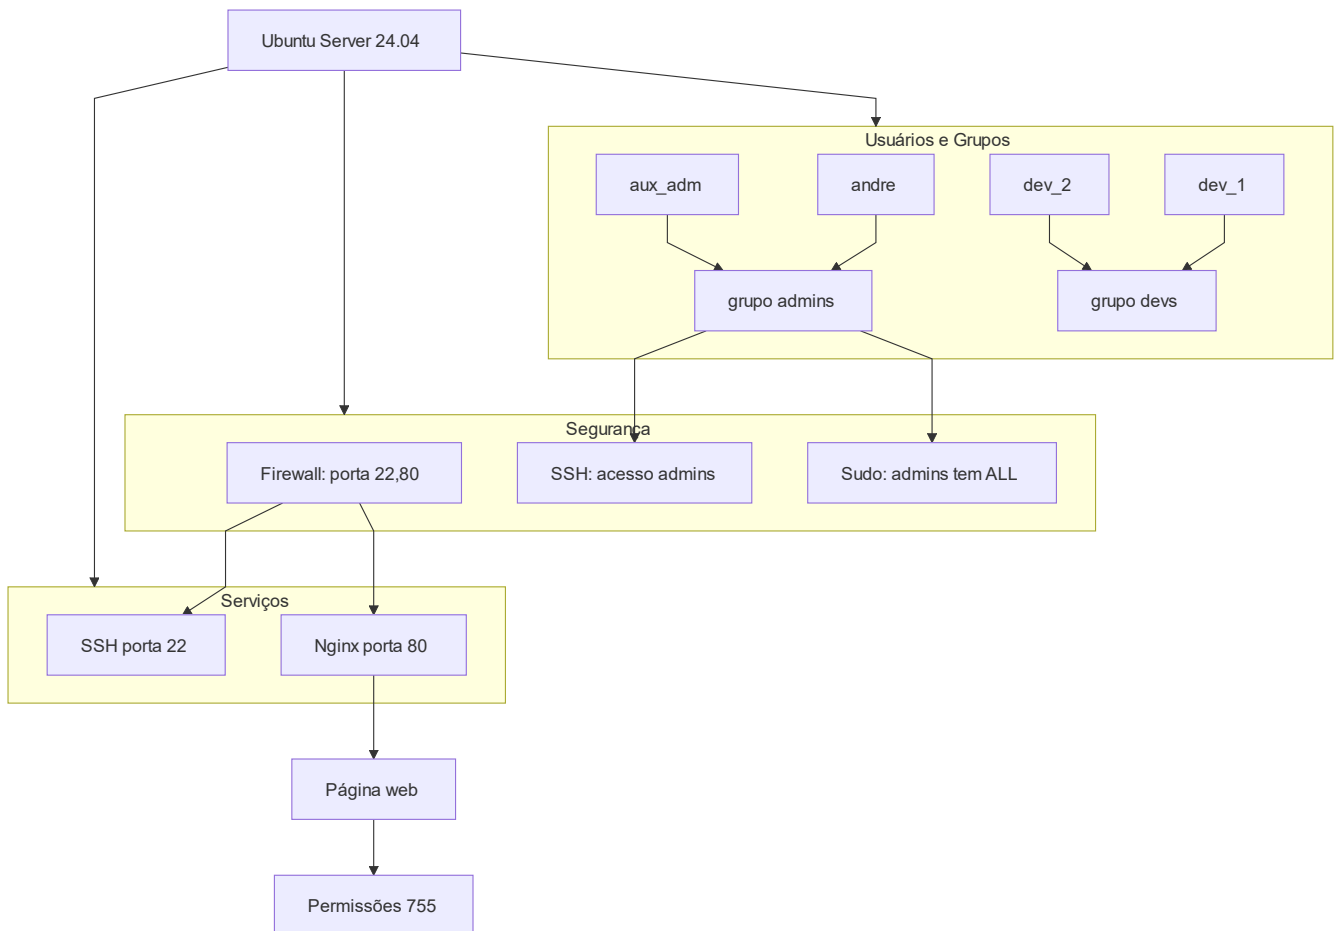 Ubuntu Server 24.04
Usuários e Grupos
aux_adm
andre
dev_2
dev_1
grupo admins
grupo devs
Segurança
Firewall: porta 22,80
SSH: acesso admins
Sudo: admins tem ALL
Serviços
SSH porta 22
Nginx porta 80
Página web
Permissões 755